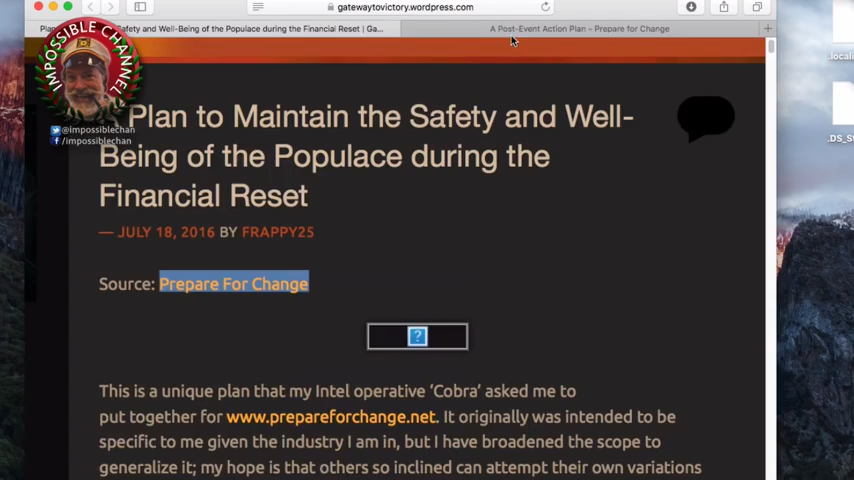 gatewaytovictory.wordpress.com
Safety and Well-Being of the Populace during the Financial Reset | Ga...
A Post-Event Action Plan – Prepare for Change
IMPOSSIBLE CHANNEL
@impossiblechan
/impossiblechan
Plan to Maintain the Safety and Well-
Being of the Populace during the
Financial Reset
— JULY 18, 2016 BY FRAPPY25
Source: Prepare For Change
?
This is a unique plan that my Intel operative ‘Cobra’ asked me to
put together for www.prepareforchange.net. It originally was intended to be
specific to me given the industry I am in, but I have broadened the scope to
generalize it; my hope is that others so inclined can attempt their own variations
.locali
.DS_S